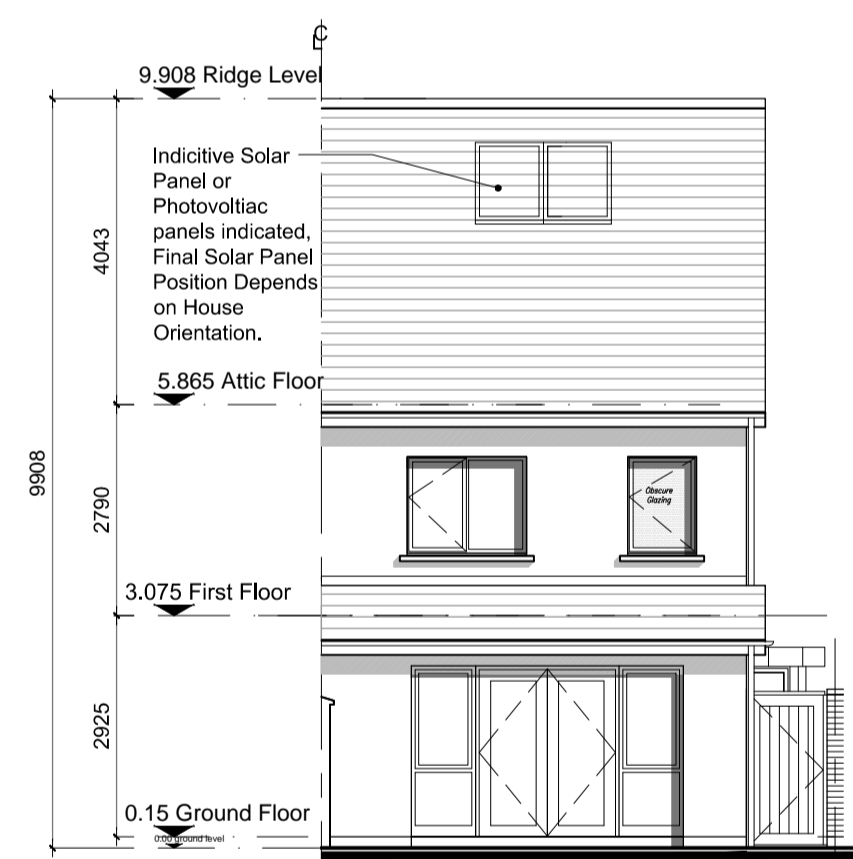 CL
9.908 Ridge Level
Indicitive Solar
Panel or
Photovoltiac
panels indicated,
Final Solar Panel
Position Depends
on House
Orientation.
4043
5.865 Attic Floor
9908
2790
Obscure
Glazing
3.075 First Floor
2925
0.15 Ground Floor
0.00 ground level